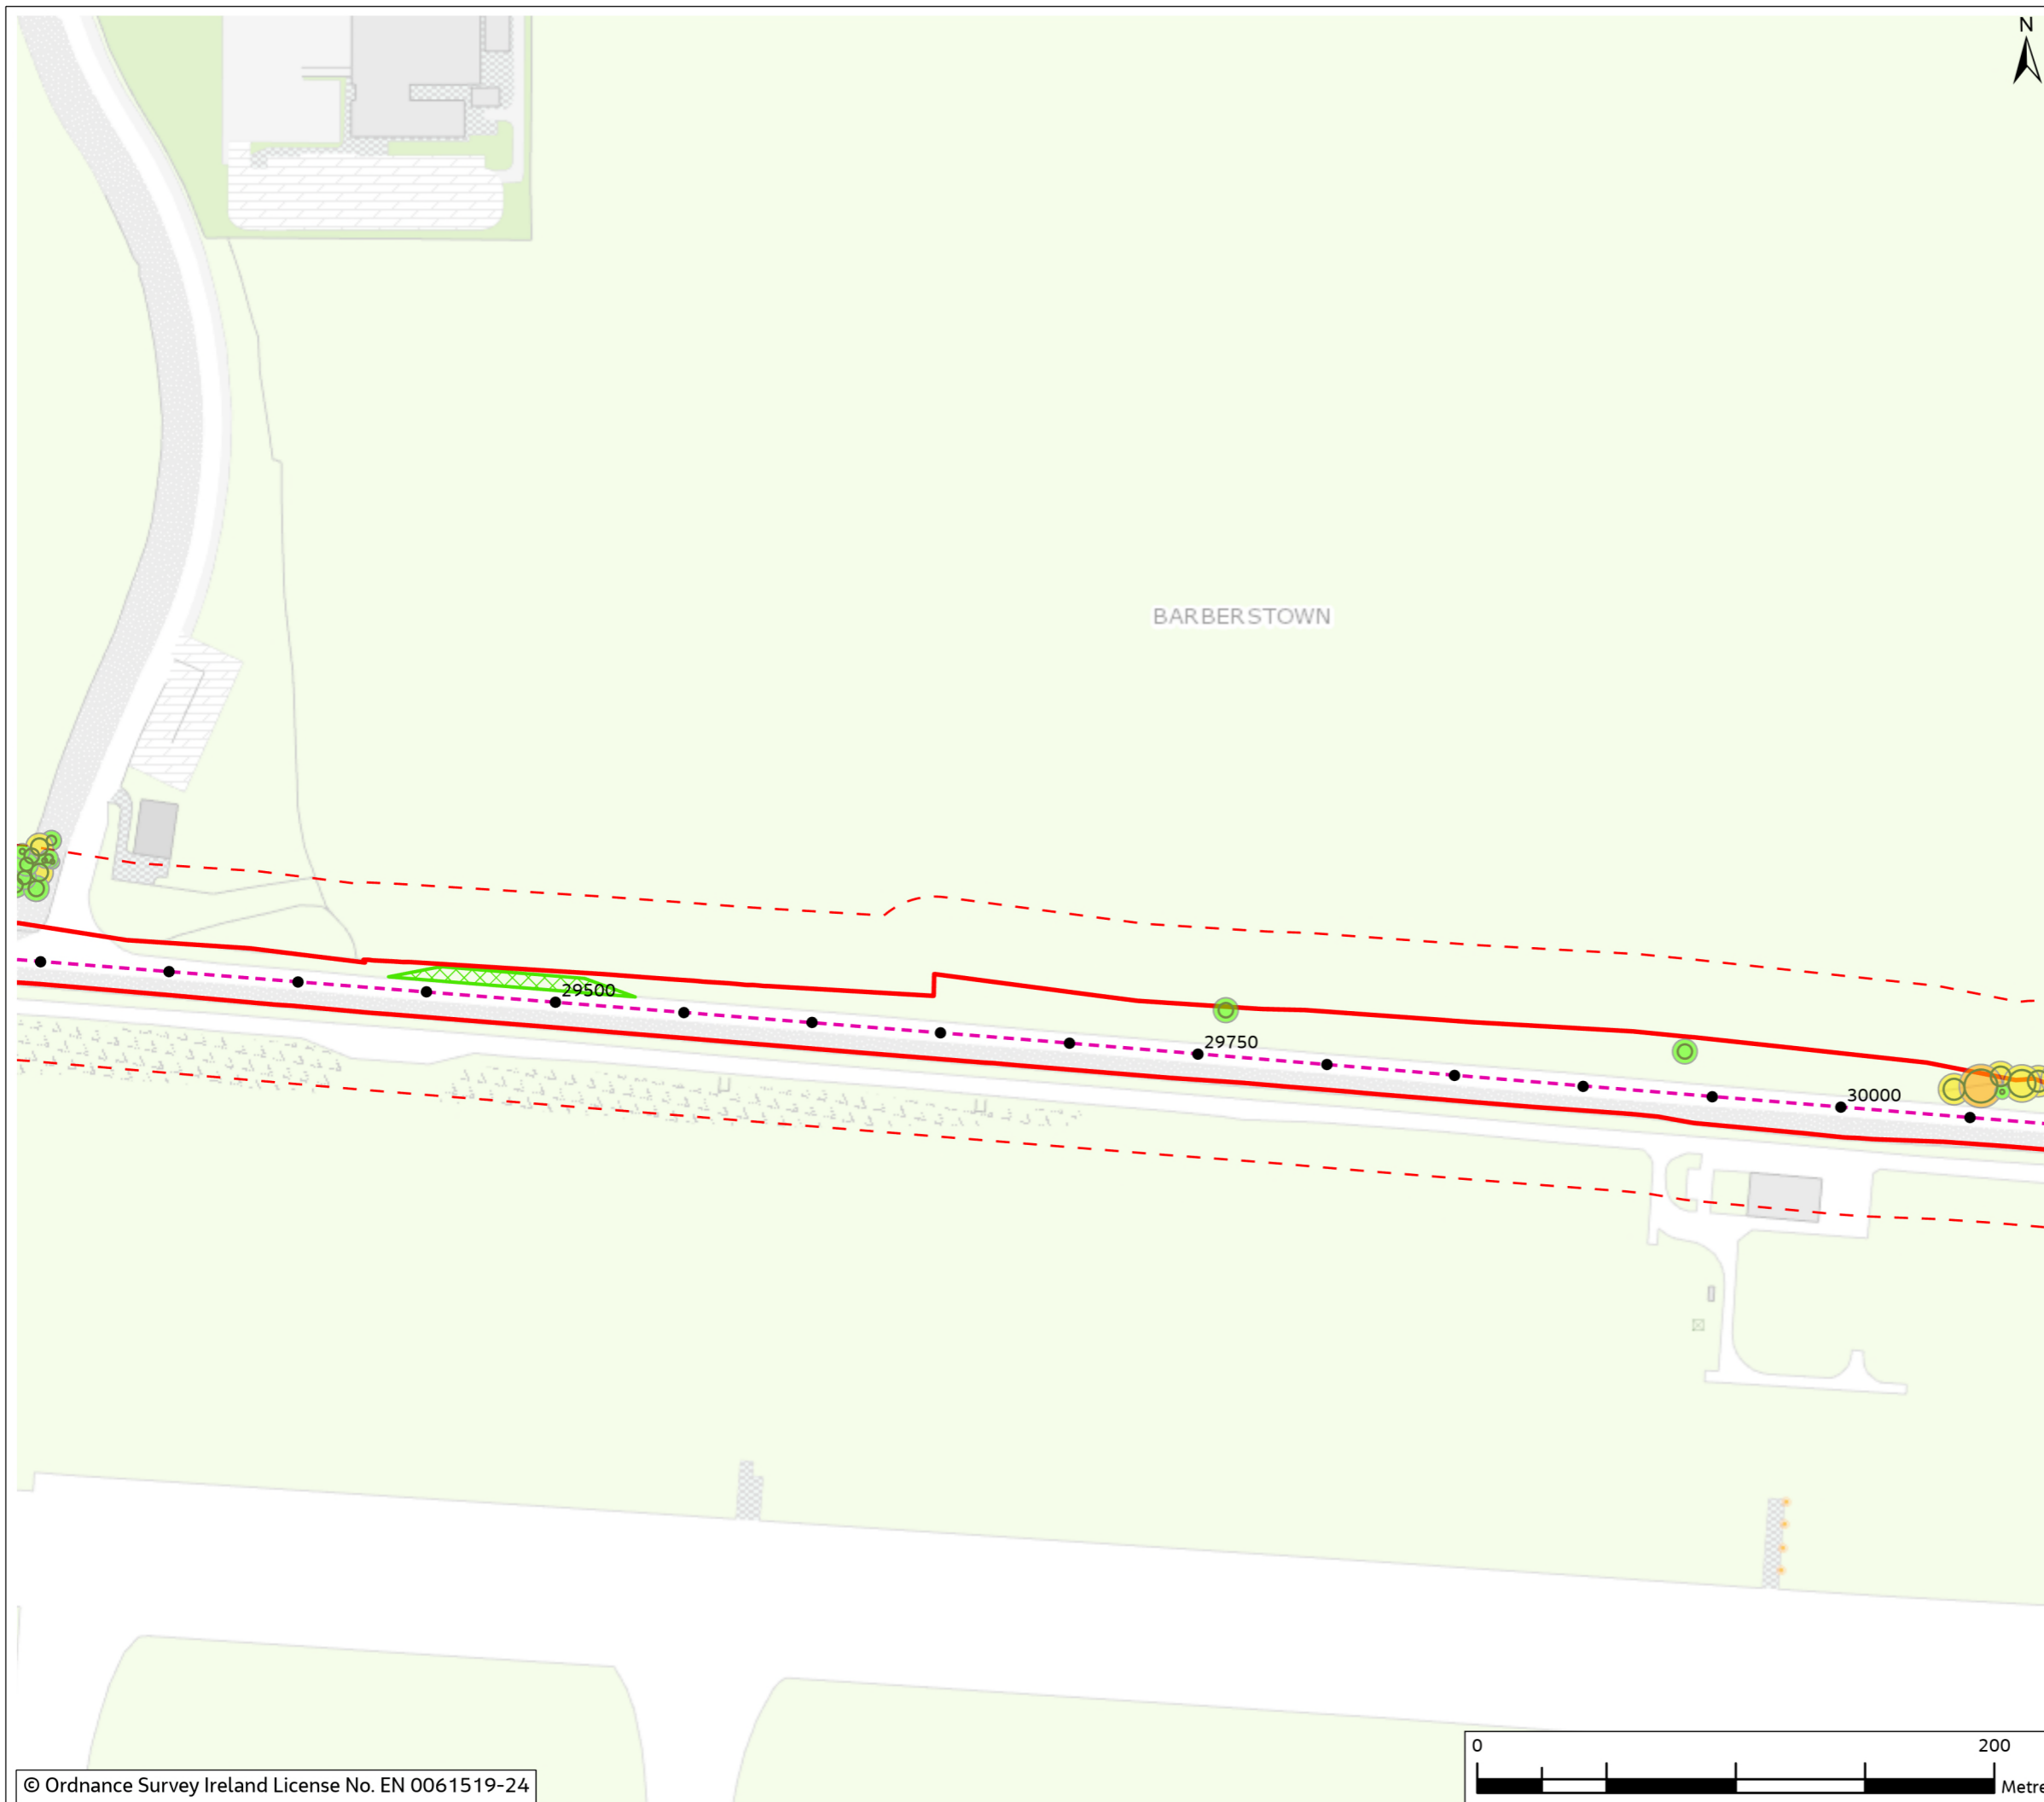 N
BARBERSTOWN
29500
29750
30000
0 200
Metre
© Ordnance Survey Ireland License No. EN 0061519-24